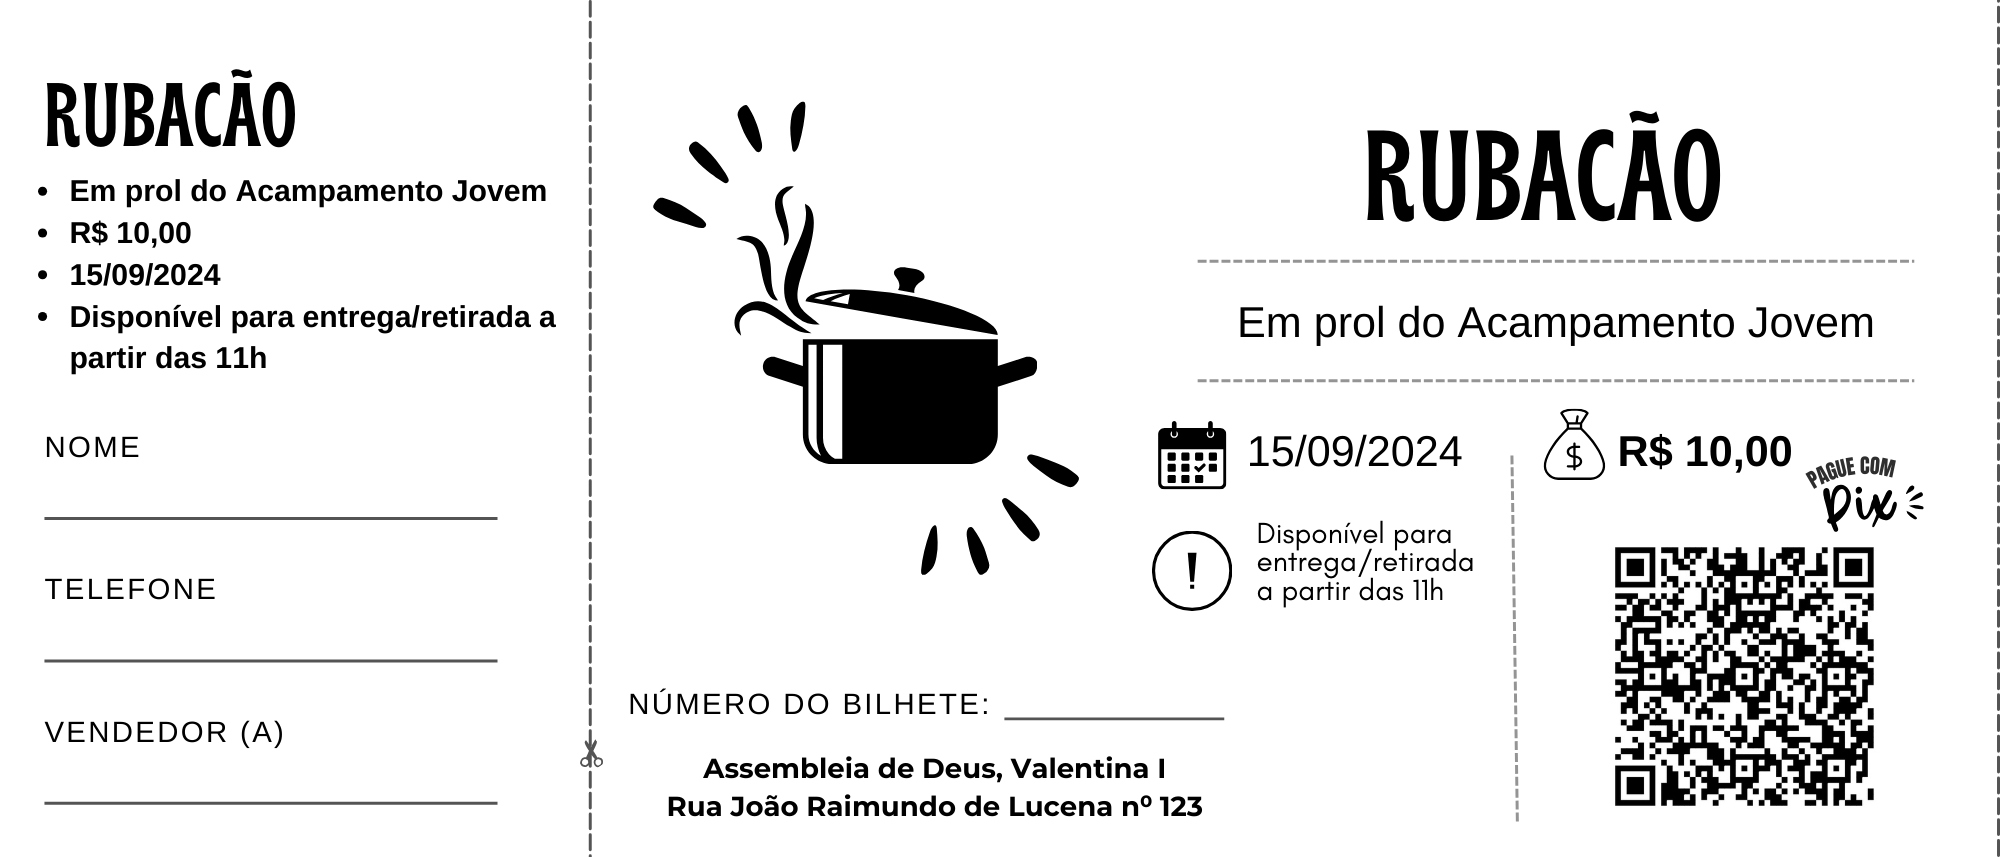 RUBACÃO
• Em prol do Acampamento Jovem
• R$ 10,00
• 15/09/2024
• Disponível para entrega/retirada a
partir das 11h
NOME
TELEFONE
VENDEDOR (A)
NÚMERO DO BILHETE:
Assembleia de Deus, Valentina I
Rua João Raimundo de Lucena nº 123
RUBACÃO
Em prol do Acampamento Jovem
15/09/2024
Disponível para
entrega/retirada
a partir das 11h
R$ 10,00
PAGUE COM
Pix